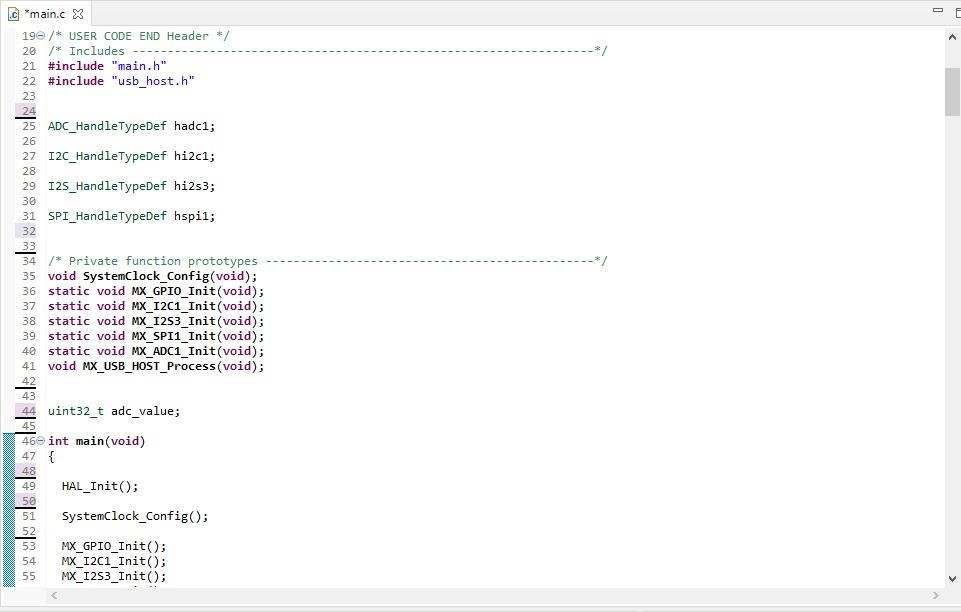 *main.c
19 /* USER CODE END Header */
20 /* Includes ------------------------------------------------------------------*/
21 #include "main.h"
22 #include "usb_host.h"
23
24
25 ADC_HandleTypeDef hadc1;
26
27 I2C_HandleTypeDef hi2c1;
28
29 I2S_HandleTypeDef hi2s3;
30
31 SPI_HandleTypeDef hspi1;
32
33
34 /* Private function prototypes -----------------------------------------------*/
35 void SystemClock_Config(void);
36 static void MX_GPIO_Init(void);
37 static void MX_I2C1_Init(void);
38 static void MX_I2S3_Init(void);
39 static void MX_SPI1_Init(void);
40 static void MX_ADC1_Init(void);
41 void MX_USB_HOST_Process(void);
42
43
44 uint32_t adc_value;
45
46 int main(void)
47 {
48
49 HAL_Init();
50
51 SystemClock_Config();
52
53 MX_GPIO_Init();
54 MX_I2C1_Init();
55 MX_I2S3_Init();